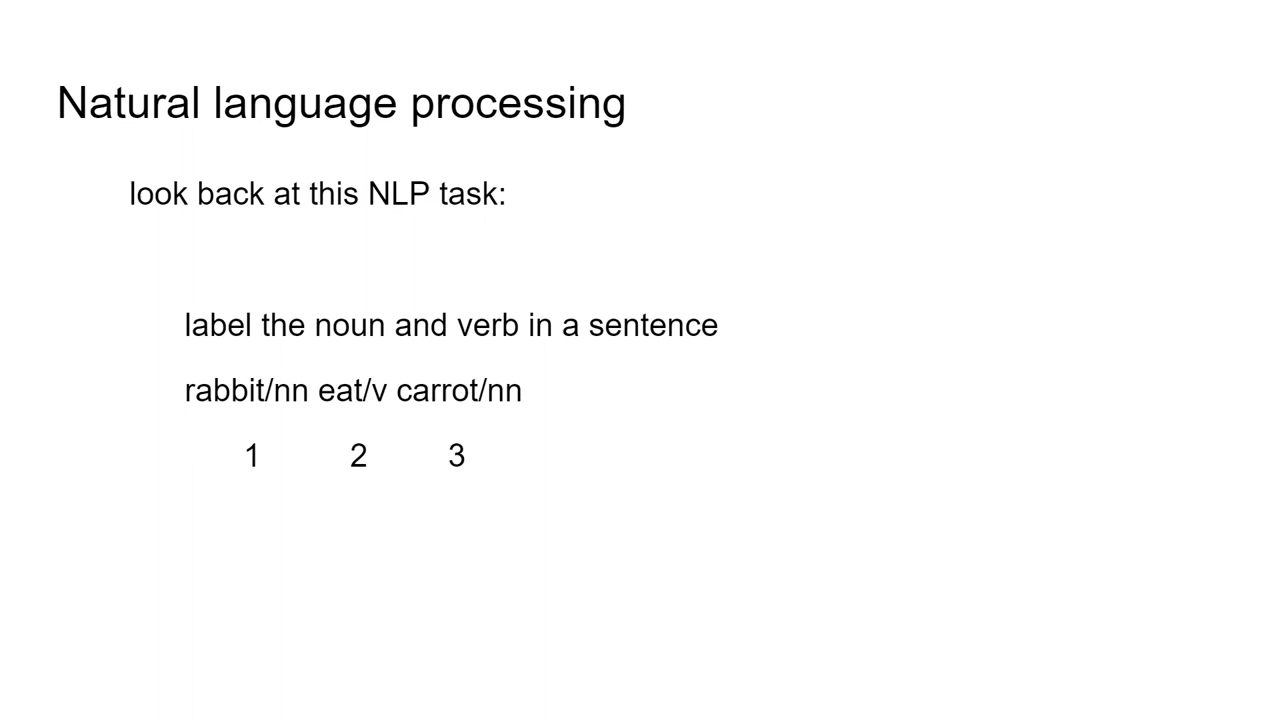 Natural language processing
look back at this NLP task:
label the noun and verb in a sentence
rabbit/nn eat/v carrot/nn
1 2 3